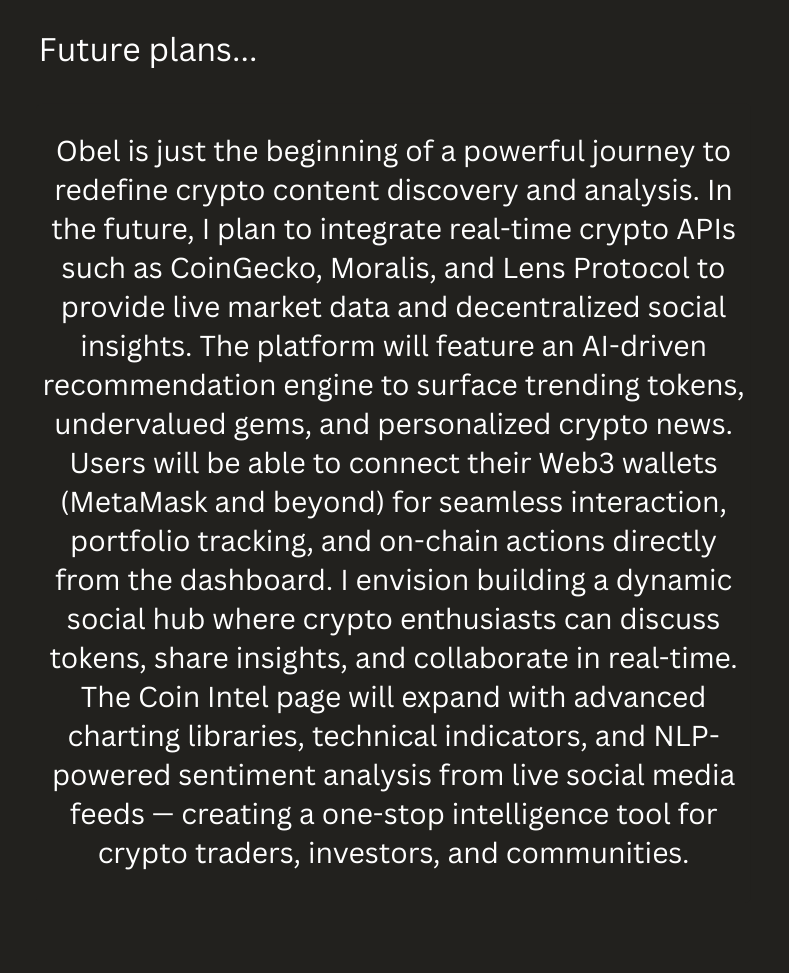 Future plans...
Obel is just the beginning of a powerful journey to
redefine crypto content discovery and analysis. In
the future, I plan to integrate real-time crypto APIs
such as CoinGecko, Moralis, and Lens Protocol to
provide live market data and decentralized social
insights. The platform will feature an AI-driven
recommendation engine to surface trending tokens,
undervalued gems, and personalized crypto news.
Users will be able to connect their Web3 wallets
(MetaMask and beyond) for seamless interaction,
portfolio tracking, and on-chain actions directly
from the dashboard. I envision building a dynamic
social hub where crypto enthusiasts can discuss
tokens, share insights, and collaborate in real-time.
The Coin Intel page will expand with advanced
charting libraries, technical indicators, and NLP-
powered sentiment analysis from live social media
feeds — creating a one-stop intelligence tool for
crypto traders, investors, and communities.